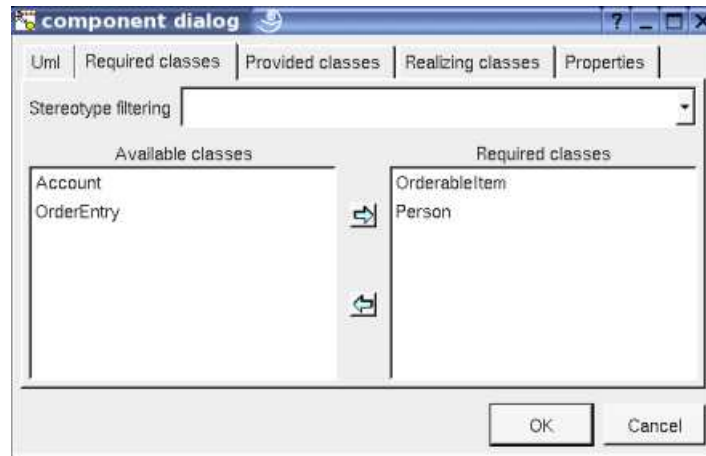 component dialog
?
Uml Required classes Provided classes Realizing classes Properties
Stereotype filtering
Available classes Required classes
Account OrderableItem
OrderEntry Person
OK Cancel